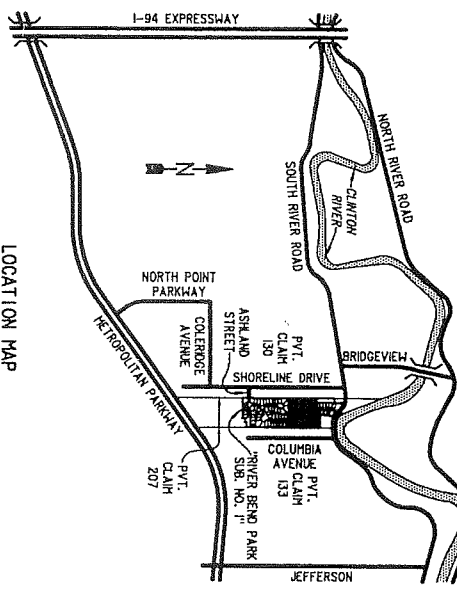 I-94 EXPRESSWAY
NORTH RIVER ROAD
CLINTON
RIVER
SOUTH RIVER ROAD
N
NORTH POINT
PARKWAY
METROPOLITAN PARKWAY
COLERIDGE
AVENUE
ASHLAND
STREET
PVT.
CLAIM
130
SHORELINE DRIVE
BRIDGEVIEW
"RIVER BEND PARK
SUB. NO. 1"
COLUMBIA
AVENUE
PVT.
CLAIM
133
PVT.
CLAIM
207
JEFFERSON
LOCATION MAP